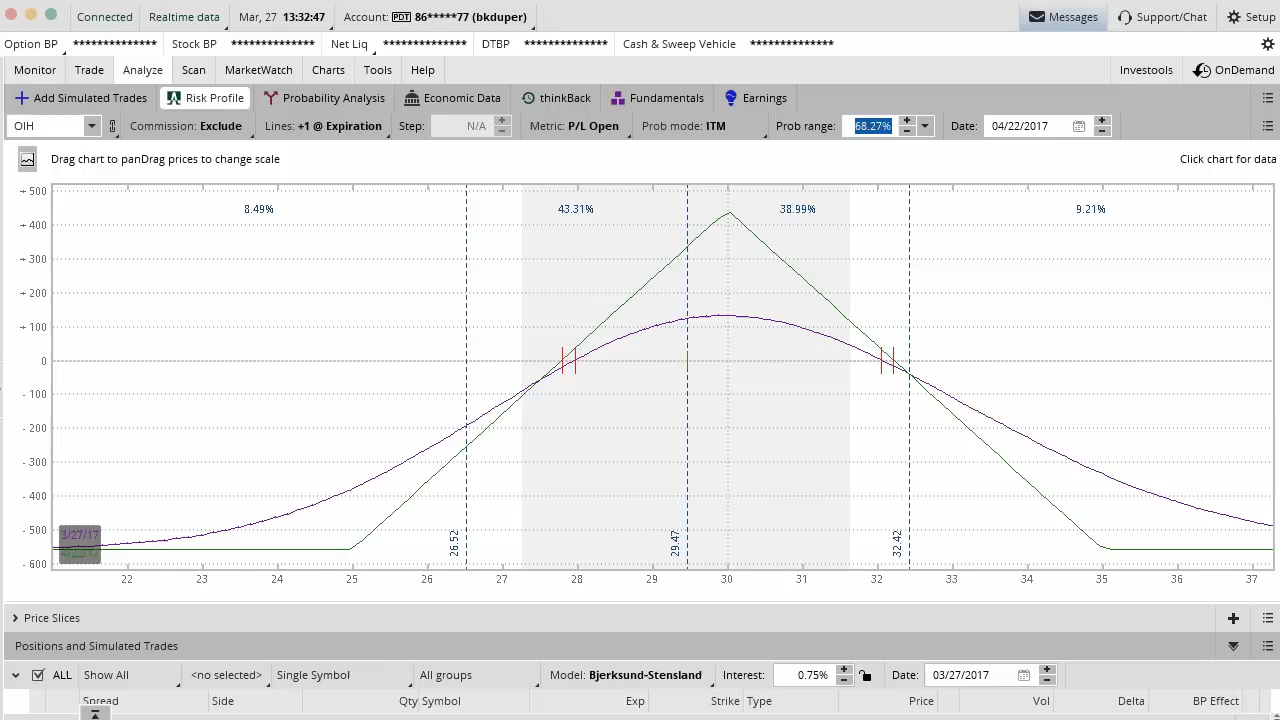 Connected Realtime data Mar, 27 13:32:47 Account: PDT 86*****77 (bkduper) Messages Support/Chat Setup
Option BP ************** Stock BP ************** Net Liq ************** DTBP ************** Cash & Sweep Vehicle **************
Monitor Trade Analyze Scan MarketWatch Charts Tools Help Investools OnDemand
Add Simulated Trades Risk Profile Probability Analysis Economic Data thinkBack Fundamentals Earnings
OIH Comm: Exclude Lines: +1 @ Expiration Step: N/A Metric: P/L Open Prob mode: ITM Prob range: 68.27% Date: 04/22/2017
Drag chart to panDrag prices to change scale Click chart for data
+ 500
8.49% 43.31% 38.99% 9.21%
+ 400
+ 300
+ 200
+ 100
0
- 100
- 200
- 300
- 400
- 500
3/27/17
4/22/17
26.52 29.47 32.42
- 600
22 23 24 25 26 27 28 29 30 31 32 33 34 35 36 37
Price Slices
Positions and Simulated Trades
ALL Show All <no selected> Single Symbol All groups Model: Bjerksund-Stensland Interest: 0.75% Date: 03/27/2017
Spread Side Qty Symbol Exp Strike Type Price Vol Delta BP Effect